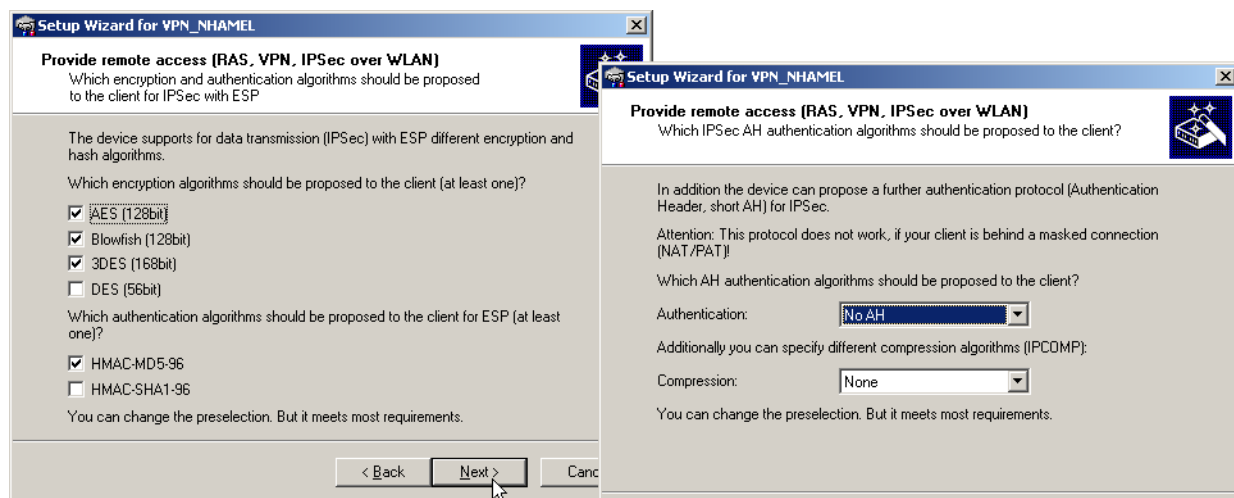 Setup Wizard for VPN_NHAMEL
Provide remote access (RAS, VPN, IPSec over WLAN)
Which encryption and authentication algorithms should be proposed
to the client for IPSec with ESP
The device supports for data transmission (IPSec) with ESP different encryption and
hash algorithms.
Which encryption algorithms should be proposed to the client (at least one)?
AES (128bit)
Blowfish (128bit)
3DES (168bit)
DES (56bit)
Which authentication algorithms should be proposed to the client for ESP (at least
one)?
HMAC-MD5-96
HMAC-SHA1-96
You can change the preselection. But it meets most requirements.
< Back
Next >
Canc
Setup Wizard for VPN_NHAMEL
Provide remote access (RAS, VPN, IPSec over WLAN)
Which IPSec AH authentication algorithms should be proposed to the client?
In addition the device can propose a further authentication protocol (Authentication
Header, short AH) for IPSec.
Attention: This protocol does not work, if your client is behind a masked connection
(NAT/PAT)!
Which AH authentication algorithms should be proposed to the client?
Authentication: No AH
Additionally you can specify different compression algorithms (IPCOMP):
Compression: None
You can change the preselection. But it meets most requirements.